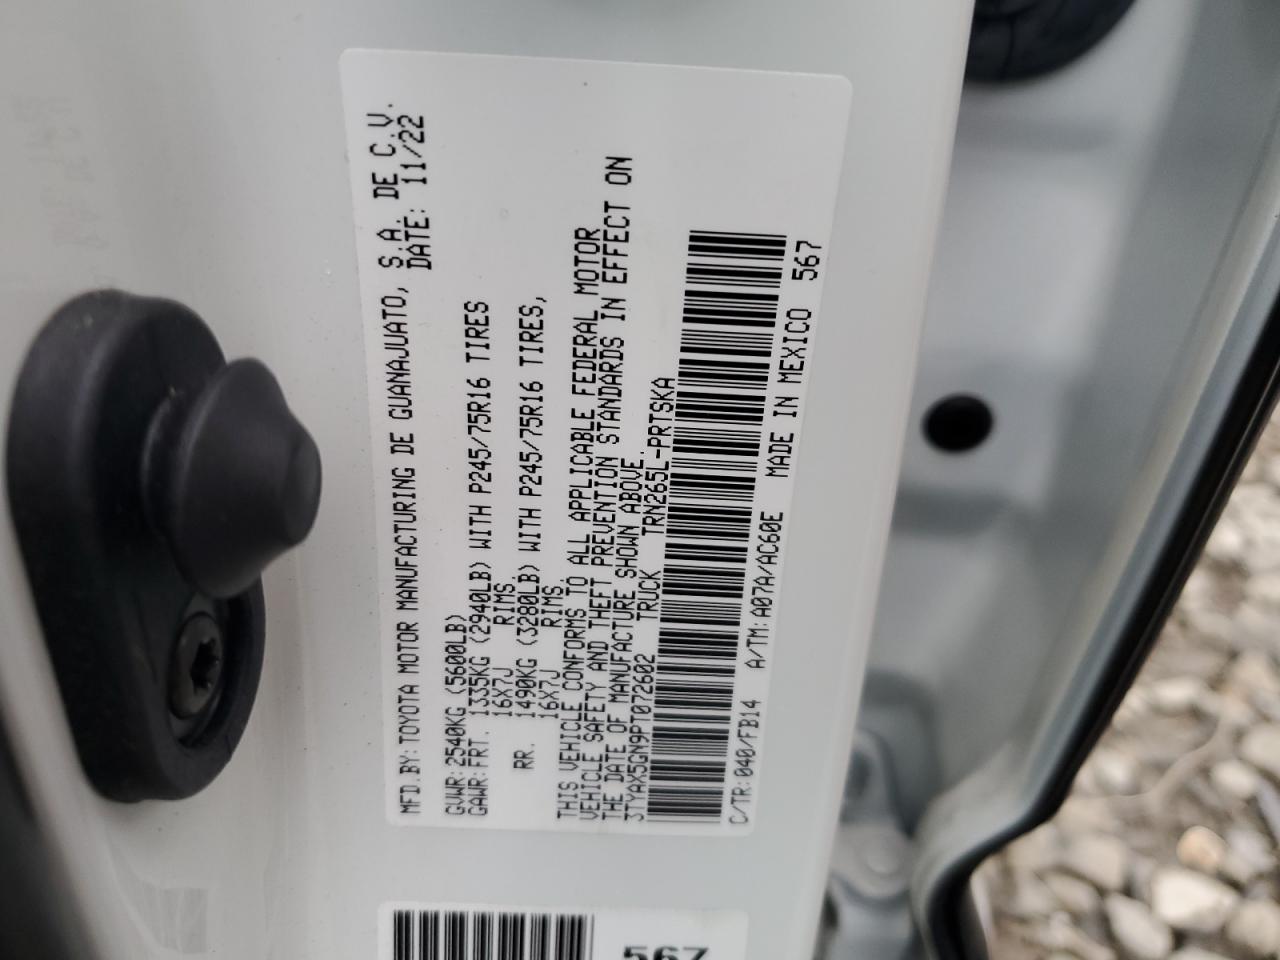 MFD.BY: TOYOTA MOTOR MANUFACTURING DE GUANAJUATO, S.A. DE C.V.
DATE: 11/22
GVWR: 2540KG (5600LB)
GAWR: FRT. 1335KG (2940LB) WITH P245/75R16 TIRES
16X7J RIMS.
RR. 1490KG (3280LB) WITH P245/75R16 TIRES,
16X7J RIMS.
THIS VEHICLE CONFORMS TO ALL APPLICABLE FEDERAL MOTOR
VEHICLE SAFETY AND THEFT PREVENTION STANDARDS IN EFFECT ON
THE DATE OF MANUFACTURE SHOWN ABOVE.
3TYAX5GN9PT072602 TRUCK TRN265L-PRTSKA
C/TR: 040/FB14 A/TM: A07A/AC60E MADE IN MEXICO 567
567